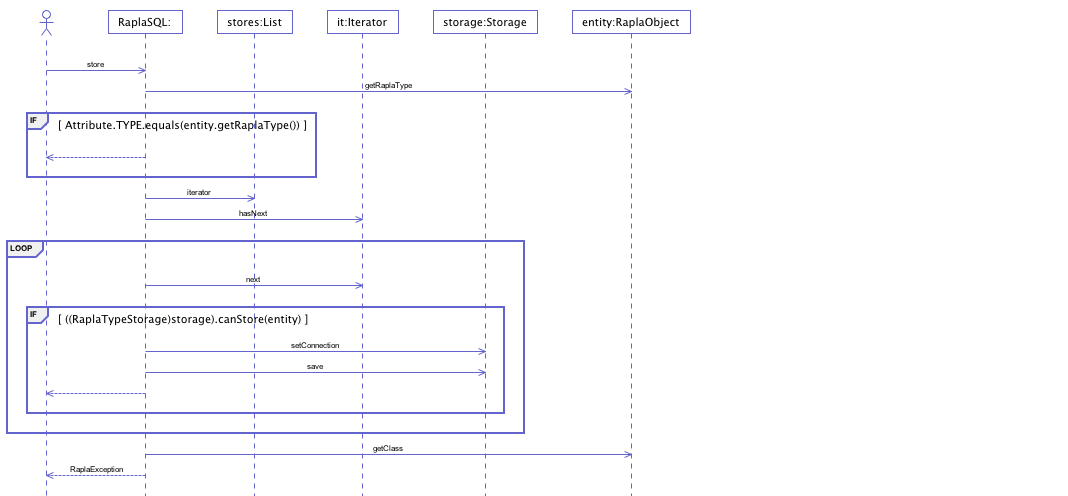 RaplaSQL: stores:List it:Iterator storage:Storage entity:RaplaObject
store
getRaplaType
IF [ Attribute.TYPE.equals(entity.getRaplaType()) ]
iterator
hasNext
LOOP
next
IF [ ((RaplaTypeStorage)storage).canStore(entity) ]
setConnection
save
getClass
RaplaException